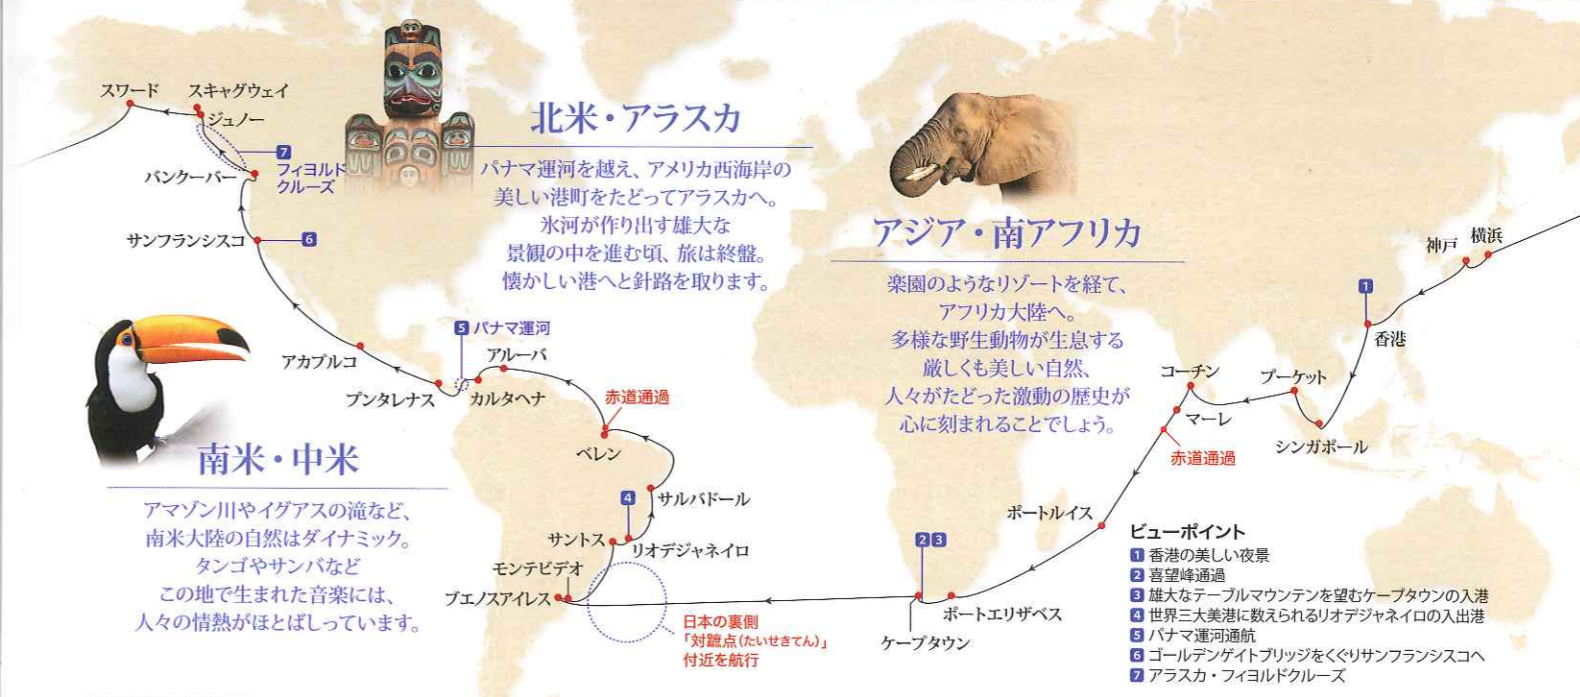 スワード
スキャグウェイ
ジュノー
7
フィヨルド
クルーズ
バンクーバー
サンフランシスコ
6
北米・アラスカ
パナマ運河を越え、アメリカ西海岸の
美しい港町をたどってアラスカへ。
氷河が作り出す雄大な
景観の中を進む頃、旅は終盤。
懐かしい港へと針路を取ります。
アジア・南アフリカ
楽園のようなリゾートを経て、
アフリカ大陸へ。
多様な野生動物が生息する
厳しくも美しい自然、
人々がたどった激動の歴史が
心に刻まれることでしょう。
神戸
横浜
1
香港
コーチン
プーケット
マーレ
シンガポール
赤道通過
ポートルイス
5 パナマ運河
アルーバ
アカプルコ
プンタレナス
カルタヘナ
赤道通過
ベレン
南米・中米
アマゾン川やイグアスの滝など、
南米大陸の自然はダイナミック。
タンゴやサンバなど
この地で生まれた音楽には、
人々の情熱がほとばしっています。
4
サルバドール
サントス
リオデジャネイロ
モンテビデオ
ブエノスアイレス
日本の裏側
「対蹠点(たいせきてん)」
付近を航行
2 3
ポートエリザベス
ケープタウン
ビューポイント
1 香港の美しい夜景
2 喜望峰通過
3 雄大なテーブルマウンテンを望むケープタウンの入港
4 世界三大美港に数えられるリオデジャネイロの入出港
5 パナマ運河通航
6 ゴールデンゲイトブリッジをくぐりサンフランシスコへ
7 アラスカ・フィヨルドクルーズ